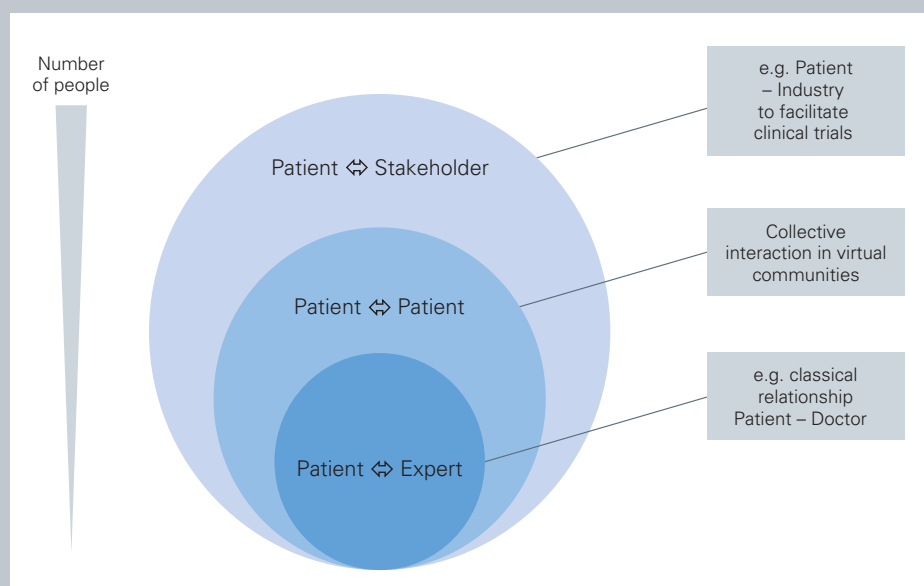 Number
of people
e.g. Patient
– Industry
to facilitate
clinical trials
Patient ⬄ Stakeholder
Collective
interaction in virtual
communities
Patient ⬄ Patient
e.g. classical
relationship
Patient – Doctor
Patient ⬄ Expert